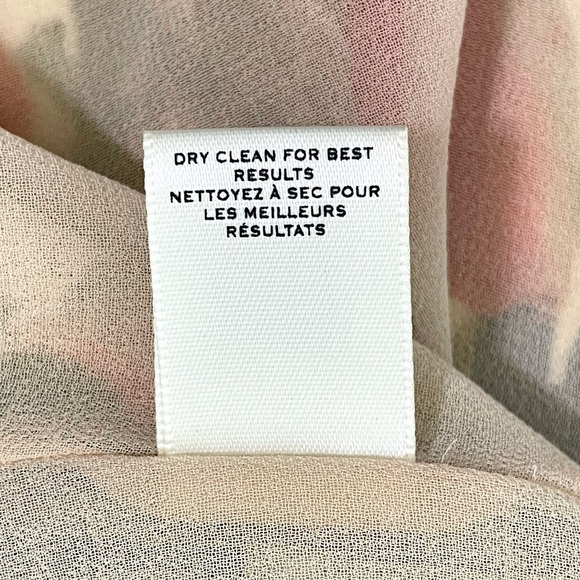 DRY CLEAN FOR BEST
RESULTS
NETTOYEZ À SEC POUR
LES MEILLEURS
RÉSULTATS